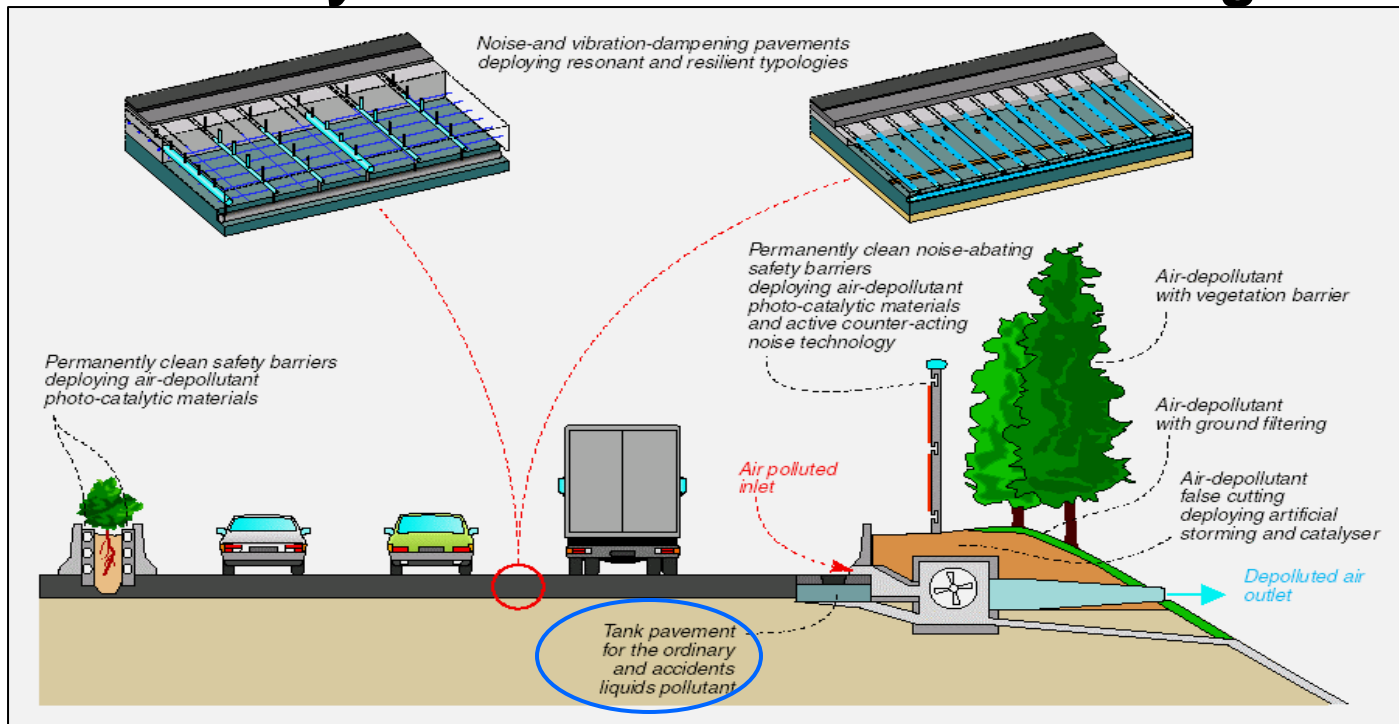 Noise-and vibration-dampening pavements
deploying resonant and resilient typologies
Permanently clean noise-abating
safety barriers
deploying air-depollutant
photo-catalytic materials
and active counter-acting
noise technology
Air-depollutant
with vegetation barrier
Permanently clean safety barriers
deploying air-depollutant
photo-catalytic materials
Air-depollutant
with ground filtering
Air polluted
inlet
Air-depollutant
false cutting
deploying artificial
storming and catalyser
Depolluted air
outlet
Tank pavement
for the ordinary
and accidents
liquids pollutant